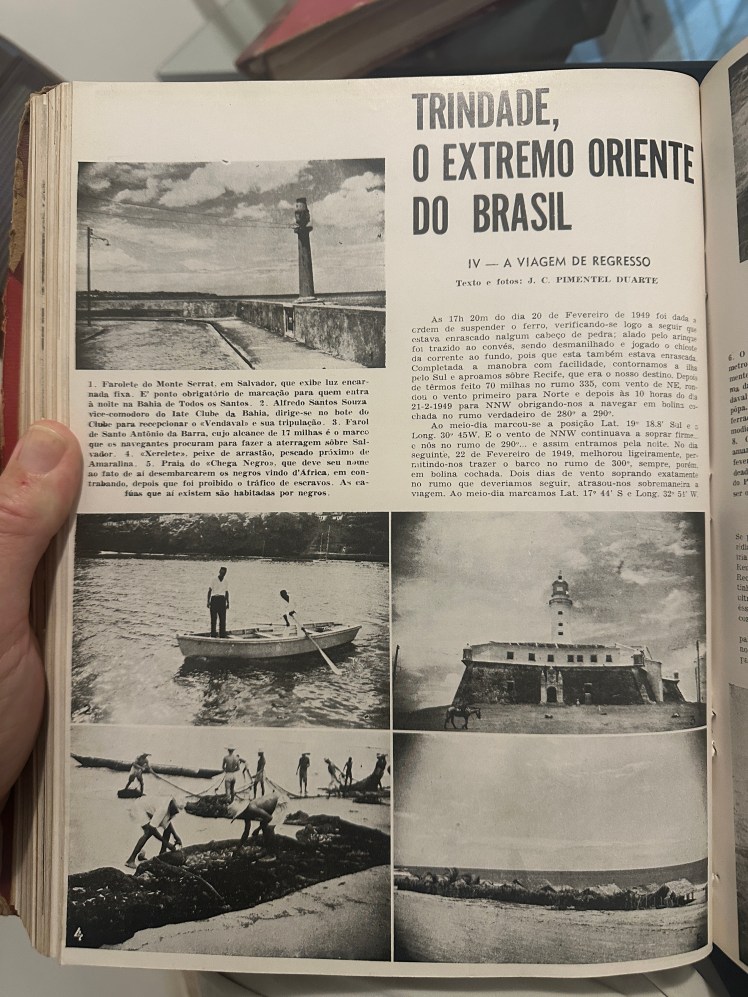 TRINDADE,
O EXTREMO ORIENTE
DO BRASIL
IV — A VIAGEM DE REGRESSO
Texto e fotos: J. C. PIMENTEL DUARTE
1. Farolete do Monte Serrat, em Salvador, que exibe luz encar-
nada fixa. E' ponto obrigatório de marcação para quem entra
à noite na Bahia de Todos os Santos. 2. Alfredo Santos Souza
vice-comodoro do Iate Clube da Bahia, dirige-se no bote do
Clube para recepcionar o «Vendaval» e sua tripulação. 3. Farol
de Santo Antônio da Barra, cujo alcance de 17 milhas é o marco
que os navegantes procuram para fazer a aterragem sôbre Sal-
vador. 4. «Xerelete», peixe de arrastão, pescado próximo de
Amaralina. 5. Praia do «Chega Negro», que deve seu nome
ao fato de aí desembarcarem os negros vindo d'Africa, em con-
trabando, depois que foi proibido o tráfico de escravos. As ca-
fúas que aí existem são habitadas por negros.
As 17h 20m do dia 20 de Fevereiro de 1949 foi dada a
ordem de suspender o ferro, verificando-se logo a seguir que
estava enrascado nalgum cabeço de pedra; alado pelo arinque
foi trazido ao convés, sendo desmanilhado e jogado o chicote
da corrente ao fundo, pois que esta também estava enrascada.
Completada a manobra com facilidade, contornamos a ilha
pelo Sul e aproamos sôbre Recife, que era o nosso destino. Depois
de têrmos feito 70 milhas no rumo 335, com vento de NE, ron-
dou o vento primeiro para Norte e depois às 10 horas do dia
21-2-1949 para NNW obrigando-nos a navegar em bolina co-
chada no rumo verdadeiro de 280° a 290°.
Ao meio-dia marcou-se a posição Lat. 19° 18.8' Sul e
Long. 30° 45W. E o vento de NNW continuava a soprar firme...
e nós no rumo de 290°... e assim entramos pela noite. No dia
seguinte, 22 de Fevereiro de 1949, melhorou ligeiramente, per-
mitindo-nos trazer o barco no rumo de 300°, sempre, porém,
em bolina cochada. Dois dias de vento soprando exatamente
no rumo que deveríamos seguir, atrasou-nos sobremaneira a
viagem. Ao meio-dia marcamos Lat. 17° 44' S e Long. 32° 51' W.
3
4